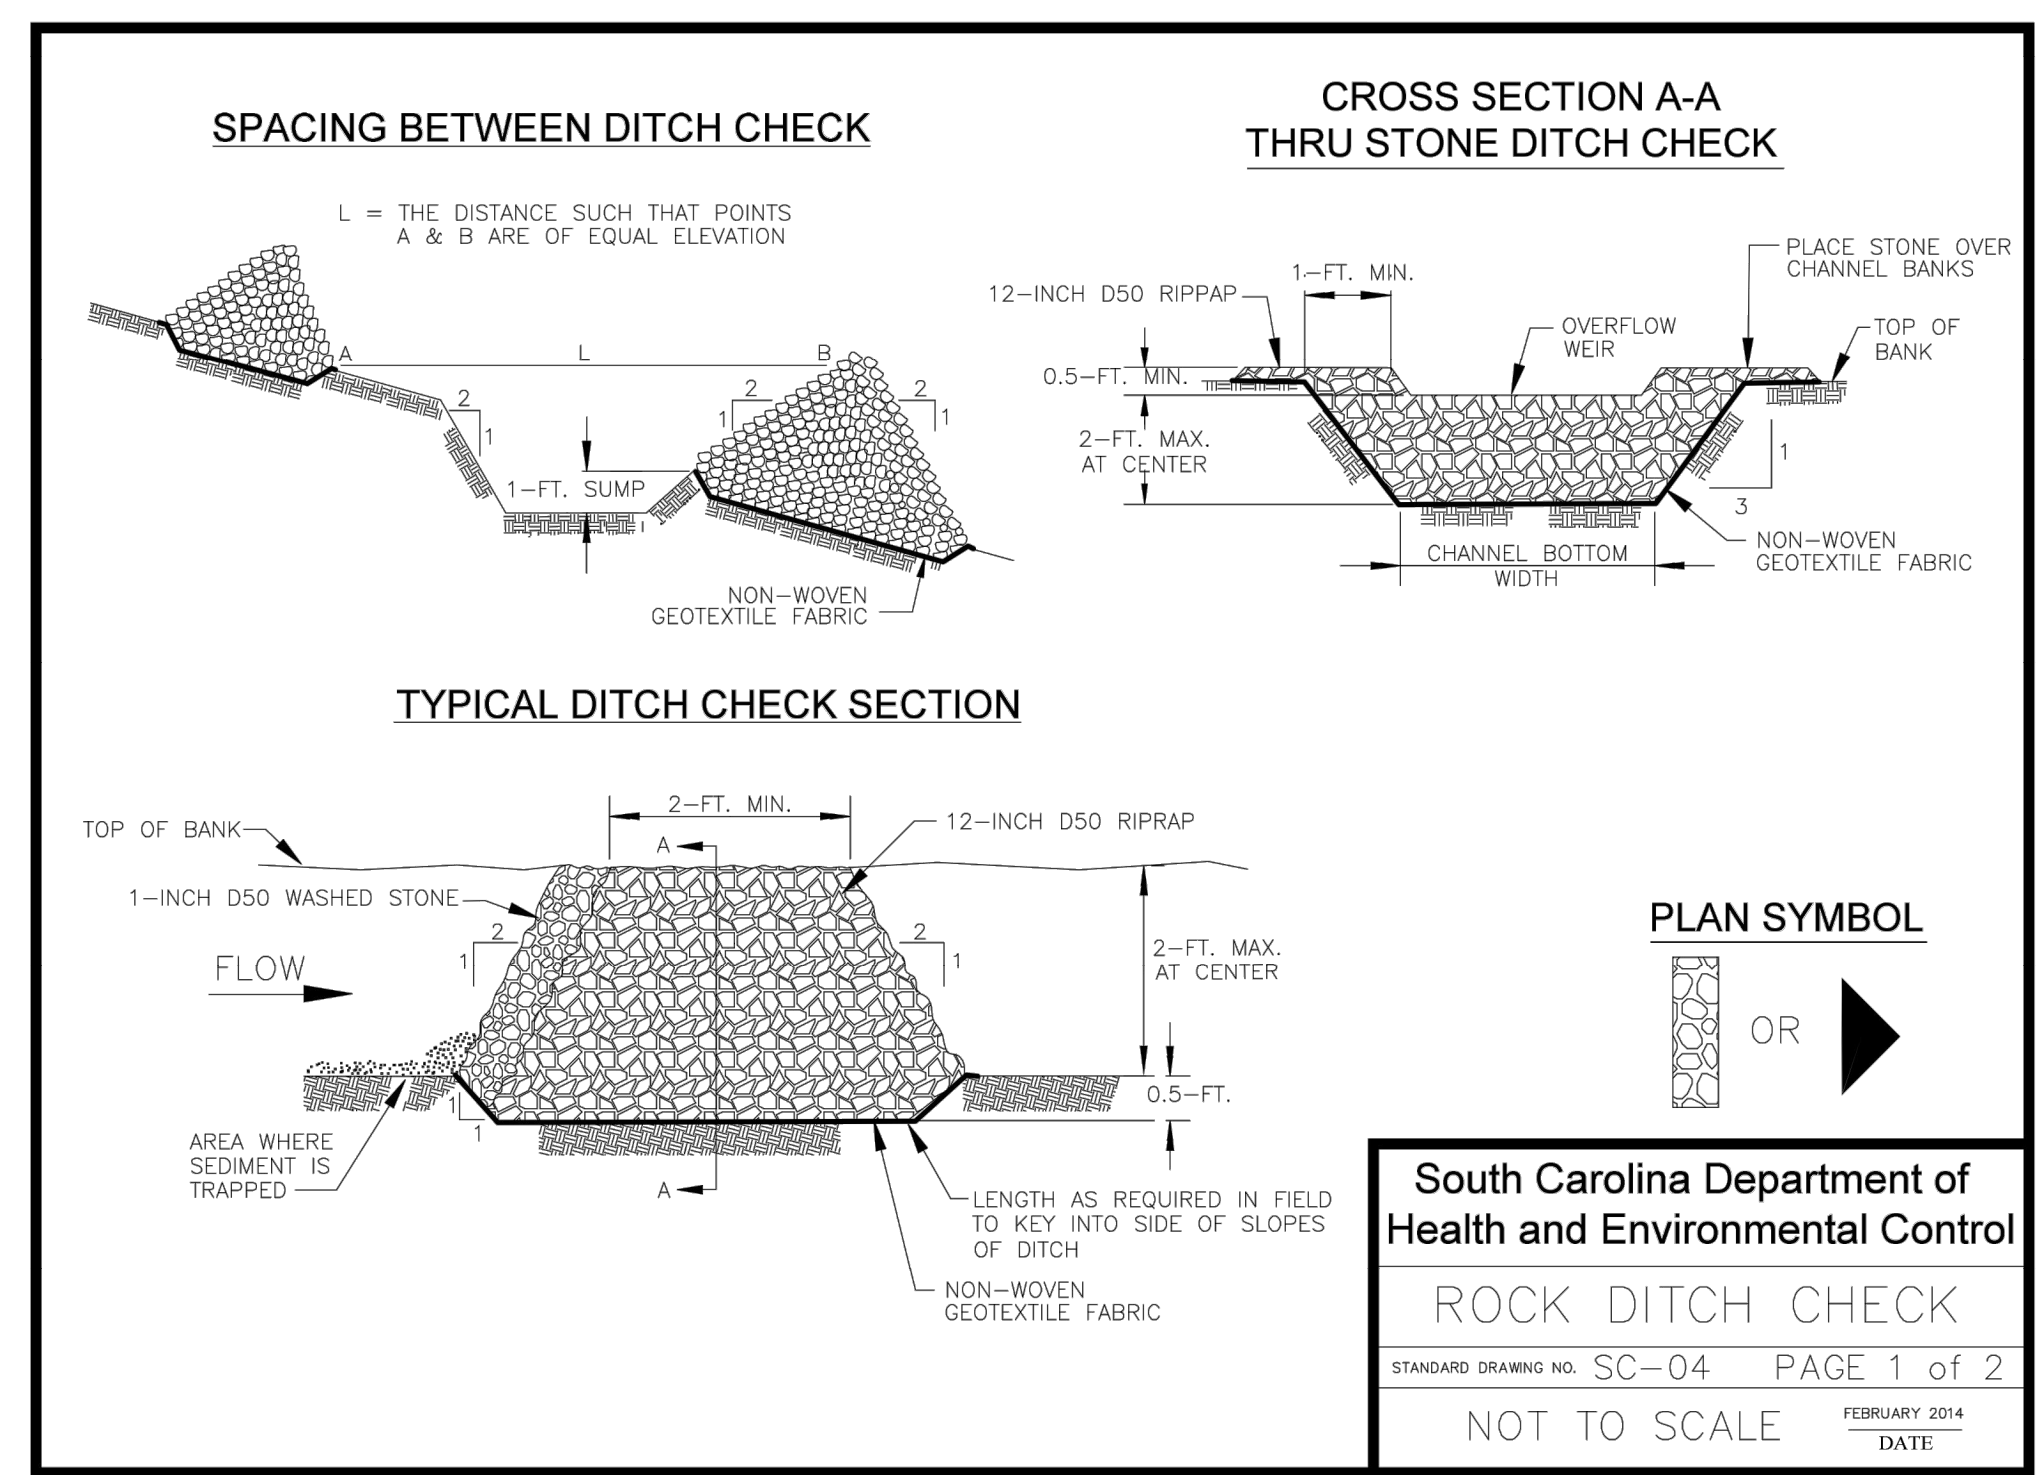 SPACING BETWEEN DITCH CHECK
L = THE DISTANCE SUCH THAT POINTS
A & B ARE OF EQUAL ELEVATION
A
L
B
2
1
2
1
2
1
1-FT. SUMP
NON-WOVEN
GEOTEXTILE FABRIC
CROSS SECTION A-A
THRU STONE DITCH CHECK
PLACE STONE OVER
CHANNEL BANKS
1-FT. MIN.
12-INCH D50 RIPPAP
OVERFLOW
WEIR
TOP OF
BANK
0.5-FT. MIN.
2-FT. MAX.
AT CENTER
1
3
CHANNEL BOTTOM
WIDTH
NON-WOVEN
GEOTEXTILE FABRIC
TYPICAL DITCH CHECK SECTION
2-FT. MIN.
TOP OF BANK
A
12-INCH D50 RIPRAP
1-INCH D50 WASHED STONE
2
1
2
1
FLOW
2-FT. MAX.
AT CENTER
0.5-FT.
1
1
AREA WHERE
SEDIMENT IS
TRAPPED
A
LENGTH AS REQUIRED IN FIELD
TO KEY INTO SIDE OF SLOPES
OF DITCH
NON-WOVEN
GEOTEXTILE FABRIC
PLAN SYMBOL
OR
South Carolina Department of
Health and Environmental Control
ROCK DITCH CHECK
STANDARD DRAWING NO. SC-04 PAGE 1 of 2
NOT TO SCALE
FEBRUARY 2014
DATE